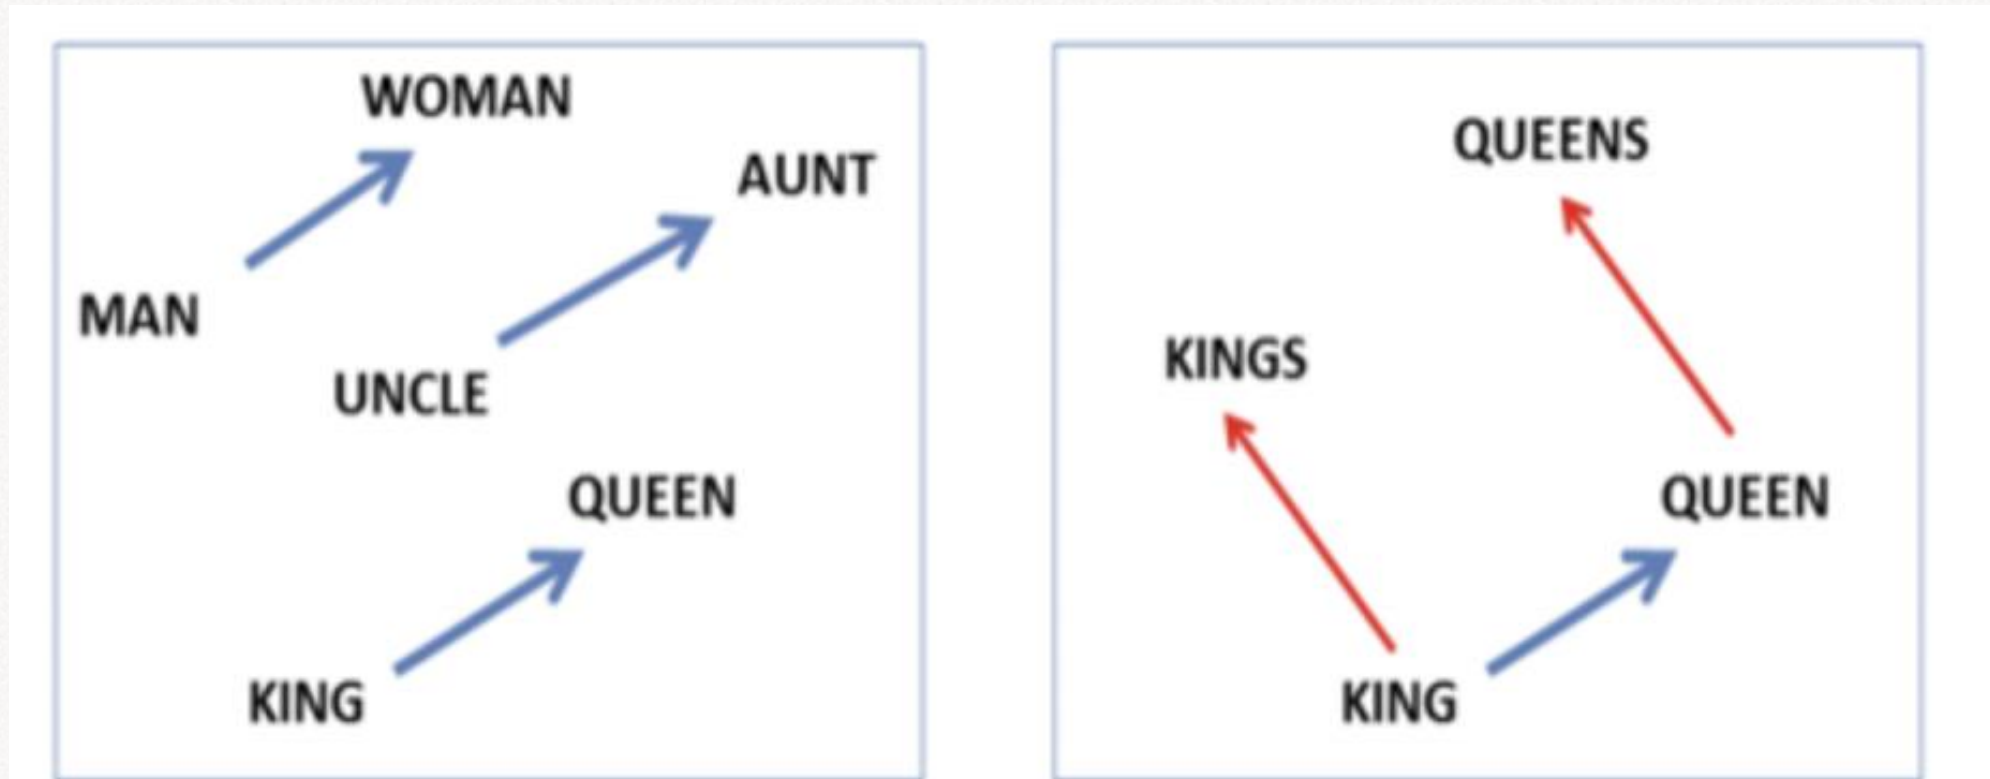 WOMAN
AUNT
MAN
UNCLE
QUEEN
KING
QUEENS
KINGS
QUEEN
KING